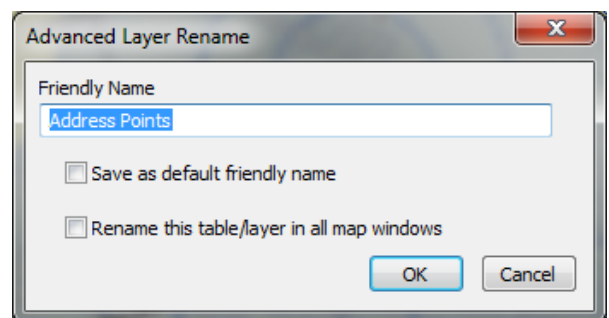 Advanced Layer Rename
Friendly Name
Address Points
Save as default friendly name
Rename this table/layer in all map windows
OK Cancel